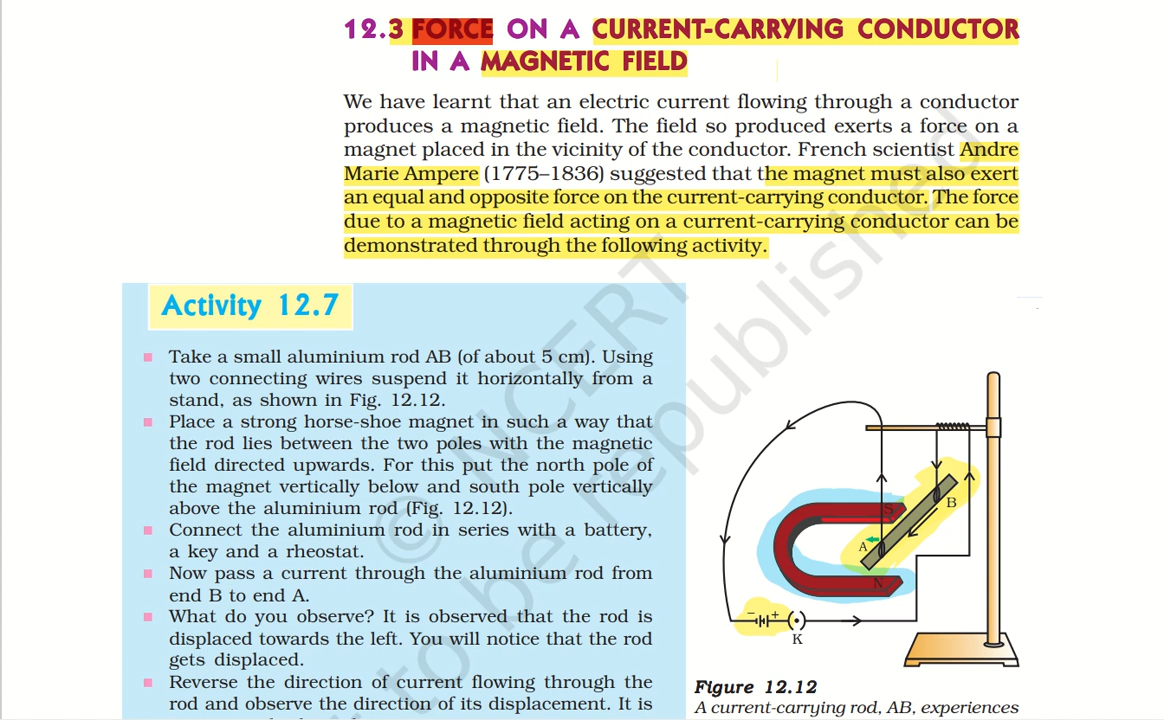 12.3 FORCE ON A CURRENT-CARRYING CONDUCTOR
IN A MAGNETIC FIELD
We have learnt that an electric current flowing through a conductor
produces a magnetic field. The field so produced exerts a force on a
magnet placed in the vicinity of the conductor. French scientist Andre
Marie Ampere (1775–1836) suggested that the magnet must also exert
an equal and opposite force on the current-carrying conductor. The force
due to a magnetic field acting on a current-carrying conductor can be
demonstrated through the following activity.
Activity 12.7
Take a small aluminium rod AB (of about 5 cm). Using
two connecting wires suspend it horizontally from a
stand, as shown in Fig. 12.12.
Place a strong horse-shoe magnet in such a way that
the rod lies between the two poles with the magnetic
field directed upwards. For this put the north pole of
the magnet vertically below and south pole vertically
above the aluminium rod (Fig. 12.12).
Connect the aluminium rod in series with a battery,
a key and a rheostat.
Now pass a current through the aluminium rod from
end B to end A.
What do you observe? It is observed that the rod is
displaced towards the left. You will notice that the rod
gets displaced.
Reverse the direction of current flowing through the
rod and observe the direction of its displacement. It is
S
B
A
N
− +
K
Figure 12.12
A current-carrying rod, AB, experiences
© NCERT
to be republished